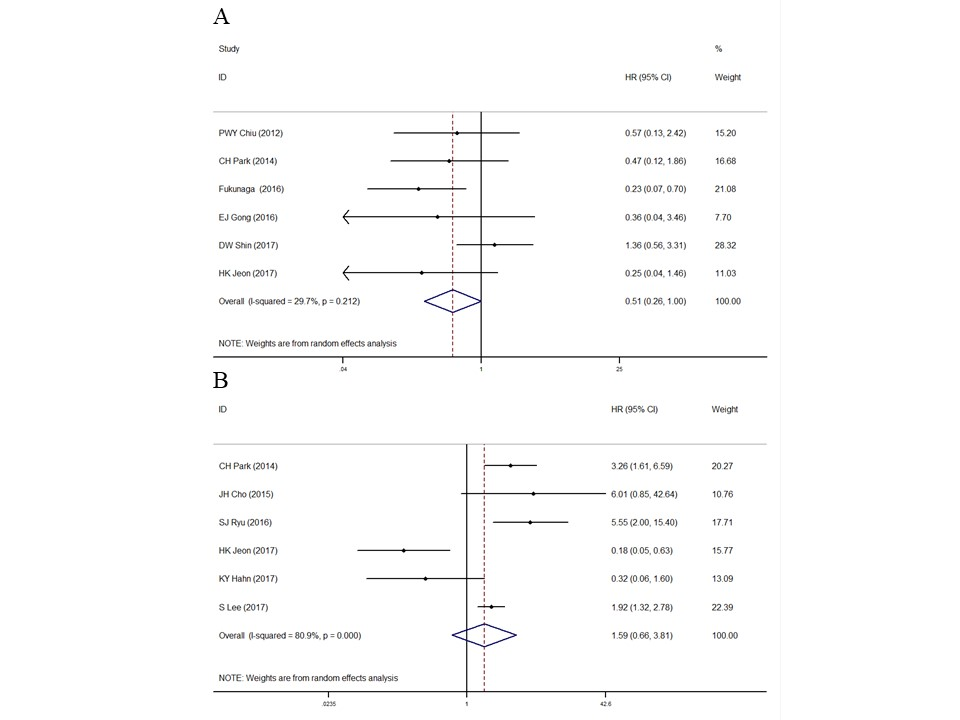 A
Study %
ID HR (95% CI) Weight
PWY Chiu (2012) 0.57 (0.13, 2.42) 15.20
CH Park (2014) 0.47 (0.12, 1.86) 16.68
Fukunaga (2016) 0.23 (0.07, 0.70) 21.08
EJ Gong (2016) 0.36 (0.04, 3.46) 7.70
DW Shin (2017) 1.36 (0.56, 3.31) 28.32
HK Jeon (2017) 0.25 (0.04, 1.46) 11.03
Overall (I-squared = 29.7%, p = 0.212) 0.51 (0.26, 1.00) 100.00
NOTE: Weights are from random effects analysis
.04 1 25
B
ID HR (95% CI) Weight
CH Park (2014) 3.26 (1.61, 6.59) 20.27
JH Cho (2015) 6.01 (0.85, 42.64) 10.76
SJ Ryu (2016) 5.55 (2.00, 15.40) 17.71
HK Jeon (2017) 0.18 (0.05, 0.63) 15.77
KY Hahn (2017) 0.32 (0.06, 1.60) 13.09
S Lee (2017) 1.92 (1.32, 2.78) 22.39
Overall (I-squared = 80.9%, p = 0.000) 1.59 (0.66, 3.81) 100.00
NOTE: Weights are from random effects analysis
.0235 1 42.6